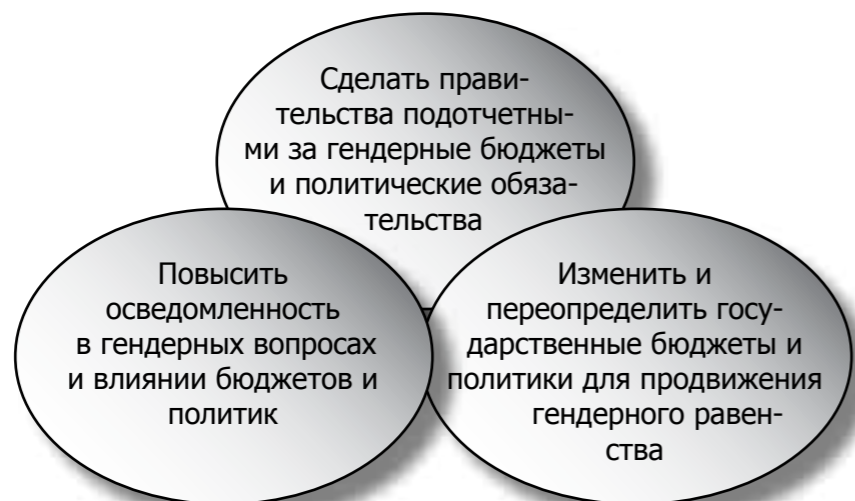 Сделать прави-
тельства подотчетны-
ми за гендерные бюджеты
и политические обяза-
тельства
Повысить
осведомленность
в гендерных вопросах
и влиянии бюджетов и
политик
Изменить и
переопределить госу-
дарственные бюджеты и
политики для продвижения
гендерного равен-
ства